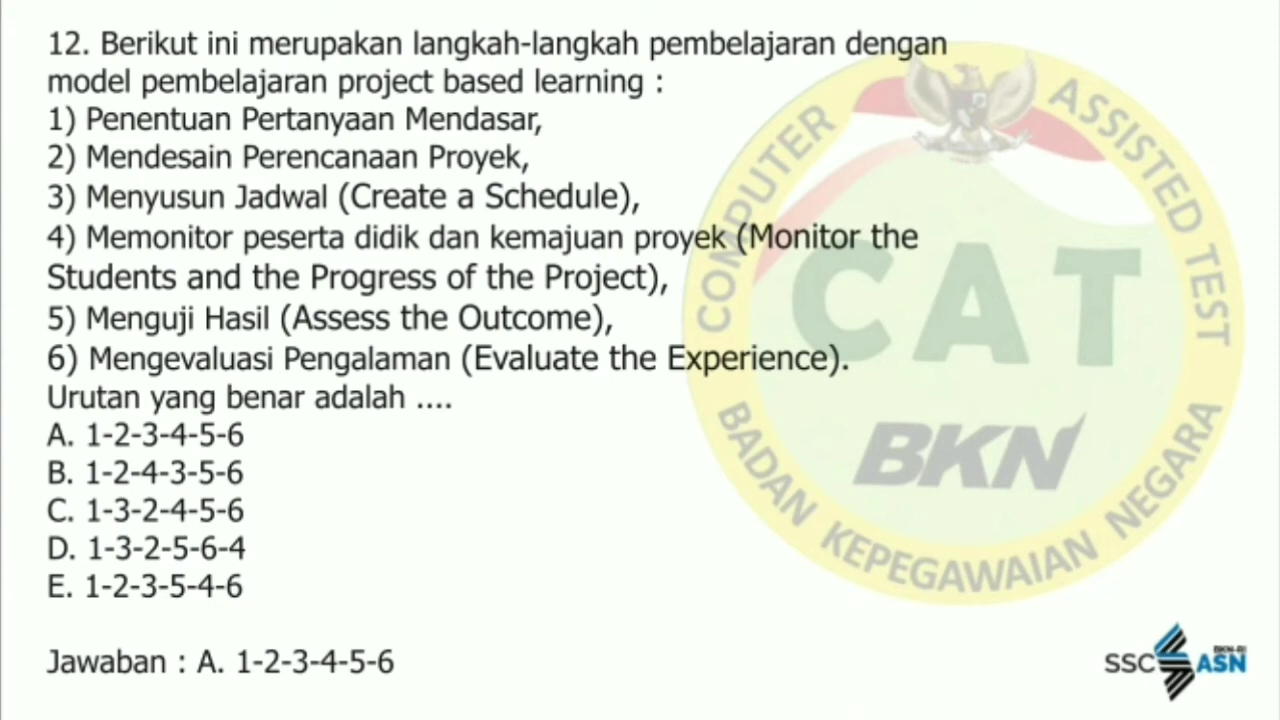 12. Berikut ini merupakan langkah-langkah pembelajaran dengan
model pembelajaran project based learning :
1) Penentuan Pertanyaan Mendasar,
2) Mendesain Perencanaan Proyek,
3) Menyusun Jadwal (Create a Schedule),
4) Memonitor peserta didik dan kemajuan proyek (Monitor the
Students and the Progress of the Project),
5) Menguji Hasil (Assess the Outcome),
6) Mengevaluasi Pengalaman (Evaluate the Experience).
Urutan yang benar adalah ....
A. 1-2-3-4-5-6
B. 1-2-4-3-5-6
C. 1-3-2-4-5-6
D. 1-3-2-5-6-4
E. 1-2-3-5-4-6
Jawaban : A. 1-2-3-4-5-6
COMPUTER ASSISTED TEST
CAT
BKN
BADAN KEPEGAWAIAN NEGARA
SSC BKN-RI
ASN